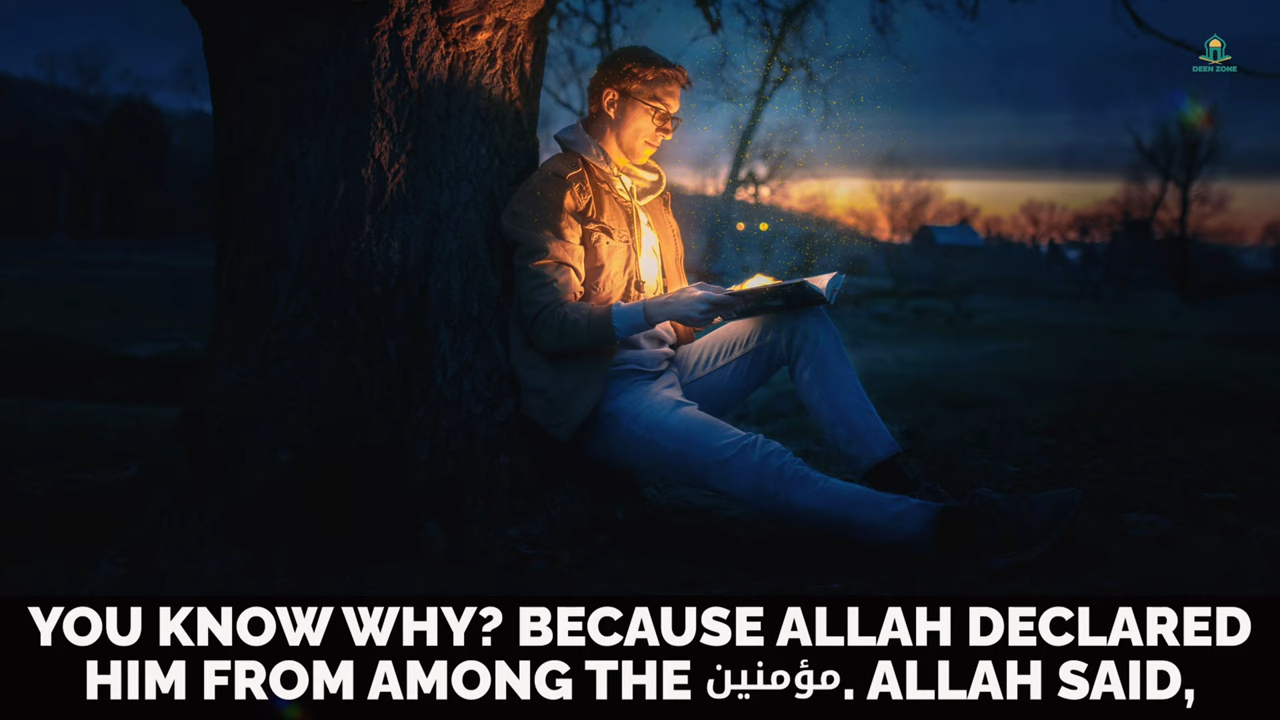 DEEN ZONE
YOU KNOW WHY? BECAUSE ALLAH DECLARED
HIM FROM AMONG THE مؤمنين. ALLAH SAID,